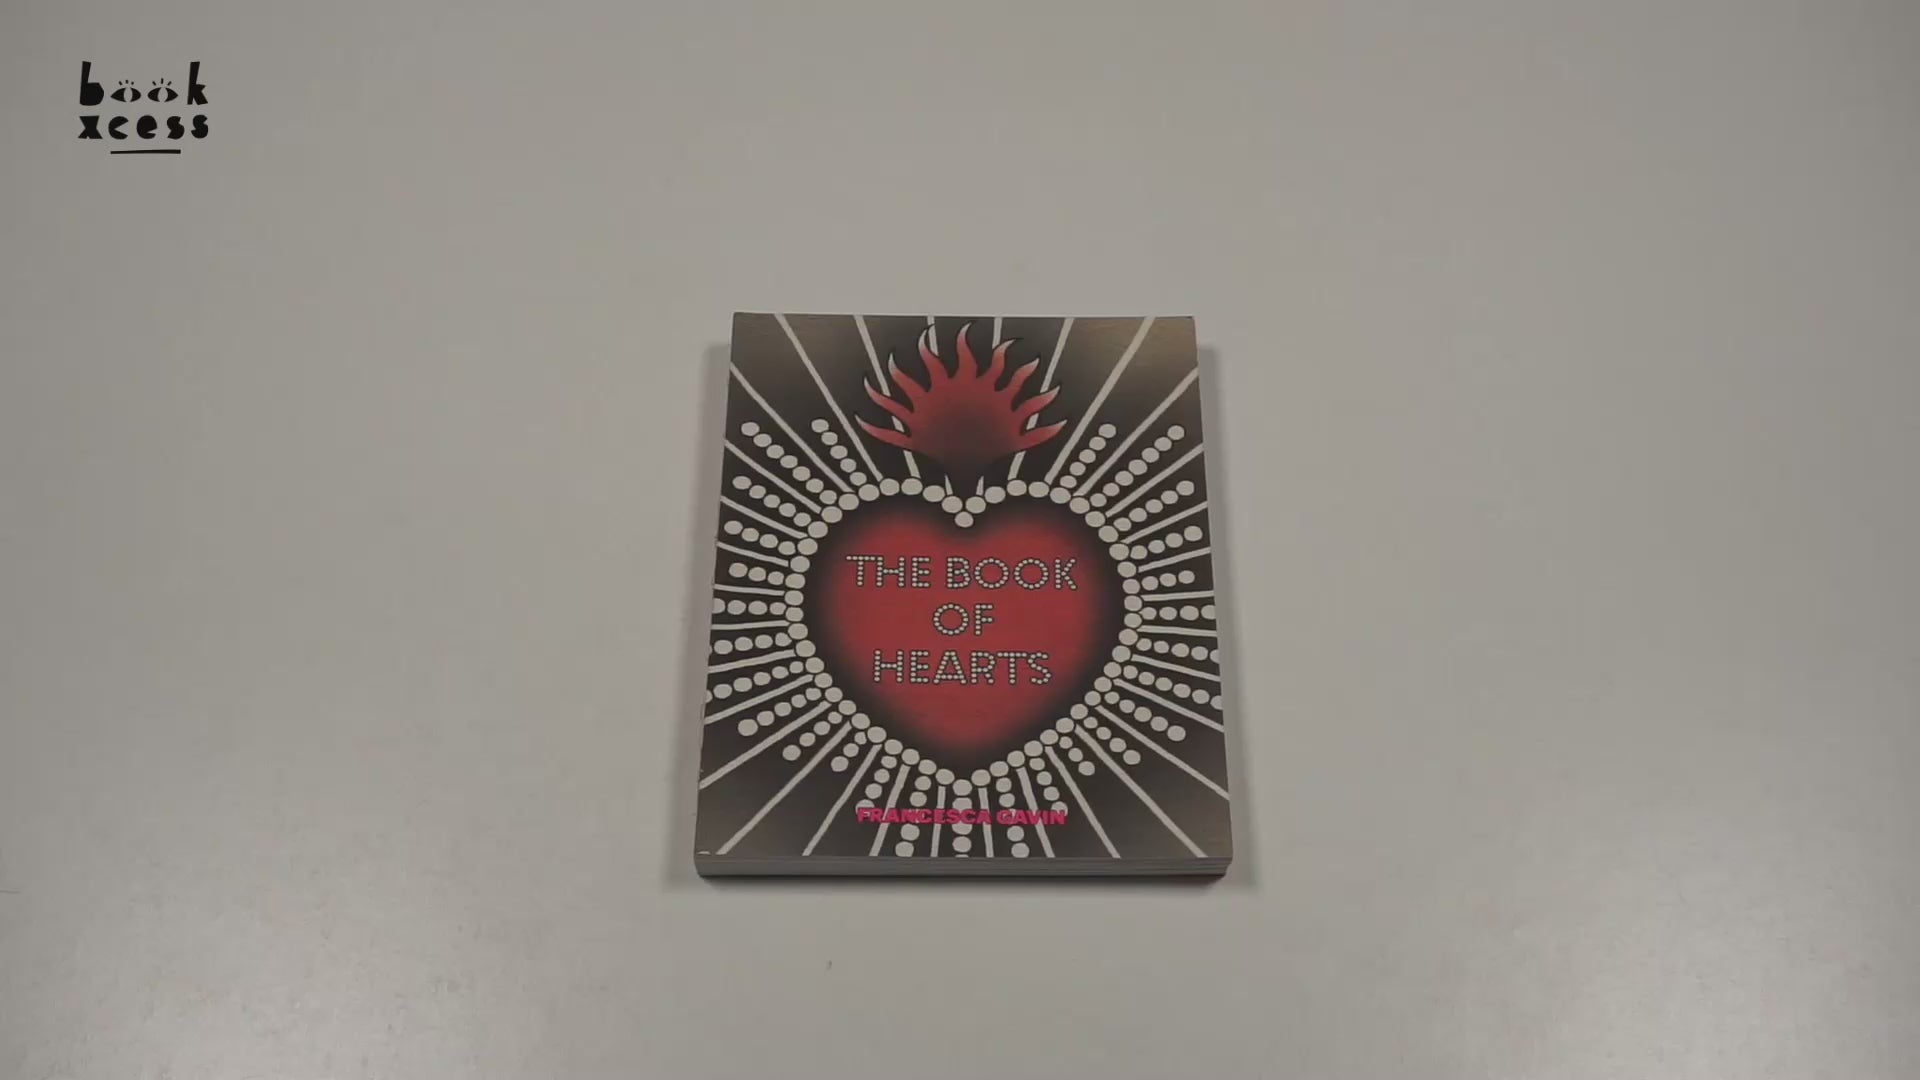 book
xcess
THE BOOK
OF
HEARTS
FRANCESCA GAVIN